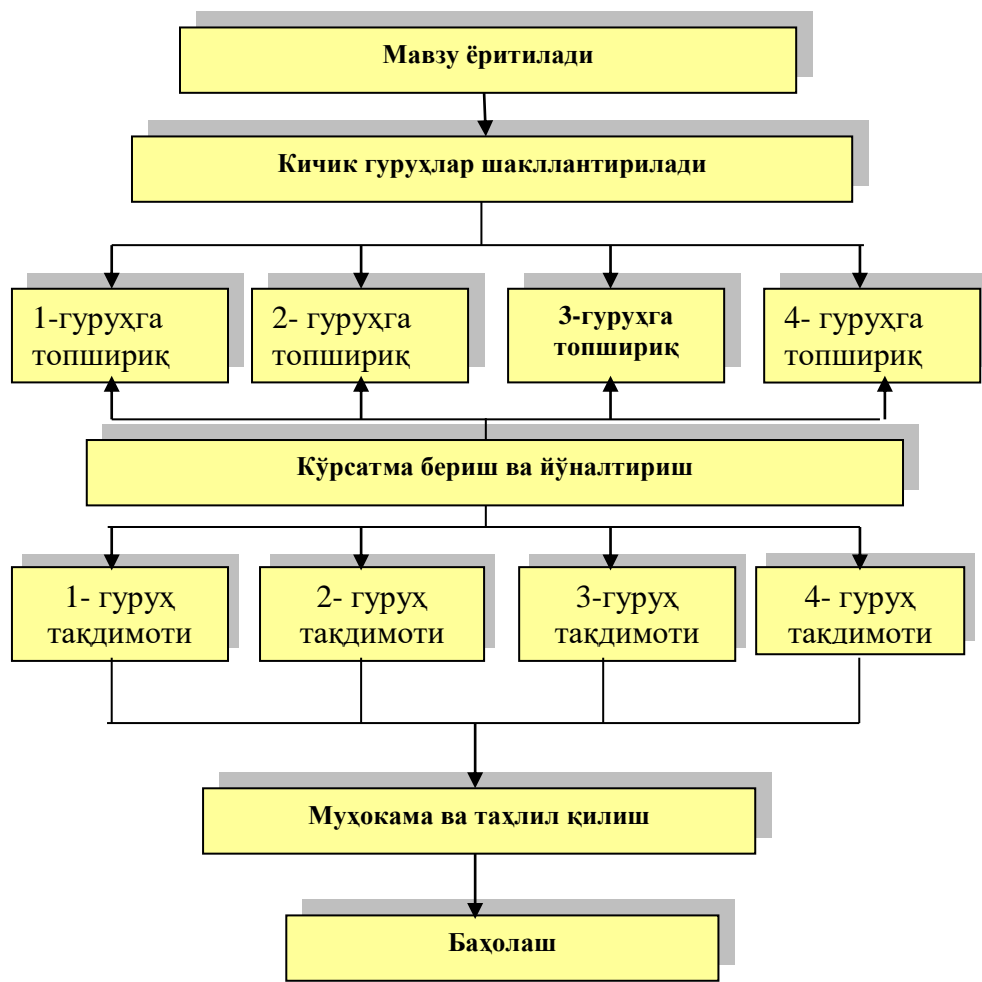 Мавзу ёритилади
Кичик гуруҳлар шакллантирилади
1-гуруҳга
топшириқ
2- гуруҳга
топшириқ
3-гуруҳга
топшириқ
4- гуруҳга
топшириқ
Кўрсатма бериш ва йўналтириш
1- гуруҳ
тақдимоти
2- гуруҳ
тақдимоти
3-гуруҳ
тақдимоти
4- гуруҳ
тақдимоти
Муҳокама ва таҳлил қилиш
Баҳолаш